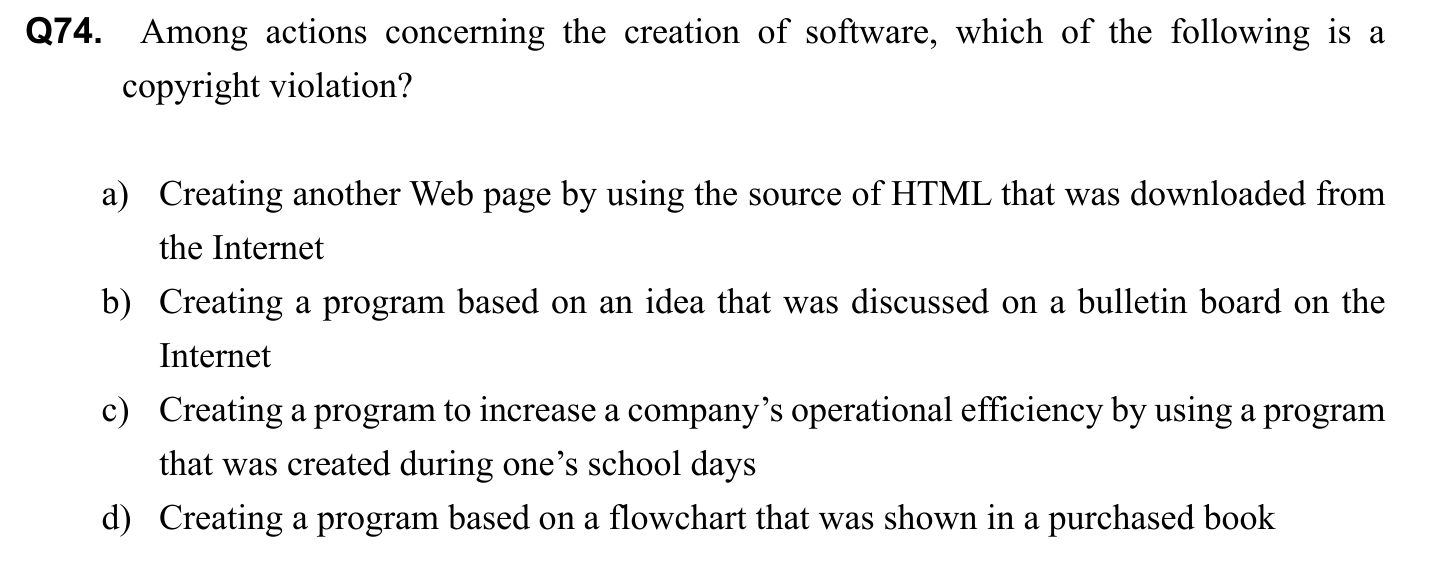 Q74. Among actions concerning the creation of software, which of the following is a
copyright violation?
a) Creating another Web page by using the source of HTML that was downloaded from
the Internet
b) Creating a program based on an idea that was discussed on a bulletin board on the
Internet
c) Creating a program to increase a company’s operational efficiency by using a program
that was created during one’s school days
d) Creating a program based on a flowchart that was shown in a purchased book